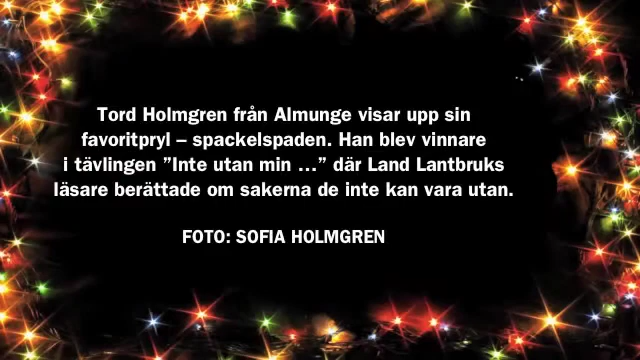 Tord Holmgren från Almunge visar upp sin
favoritpryl – spackelspaden. Han blev vinnare
i tävlingen ”Inte utan min ...” där Land Lantbruks
läsare berättade om sakerna de inte kan vara utan.
FOTO: SOFIA HOLMGREN